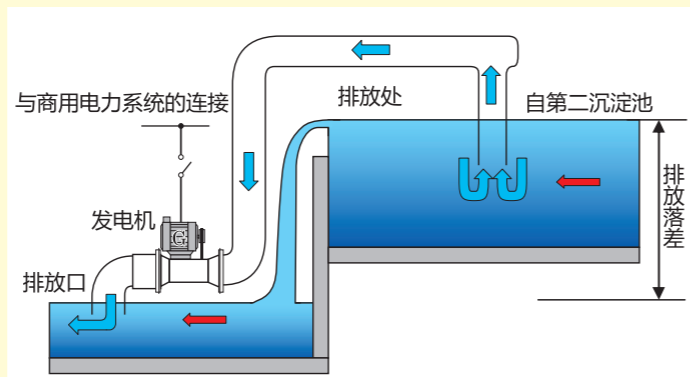 与商用电力系统的连接
排放处
自第二沉淀池
排放落差
发电机
G
排放口